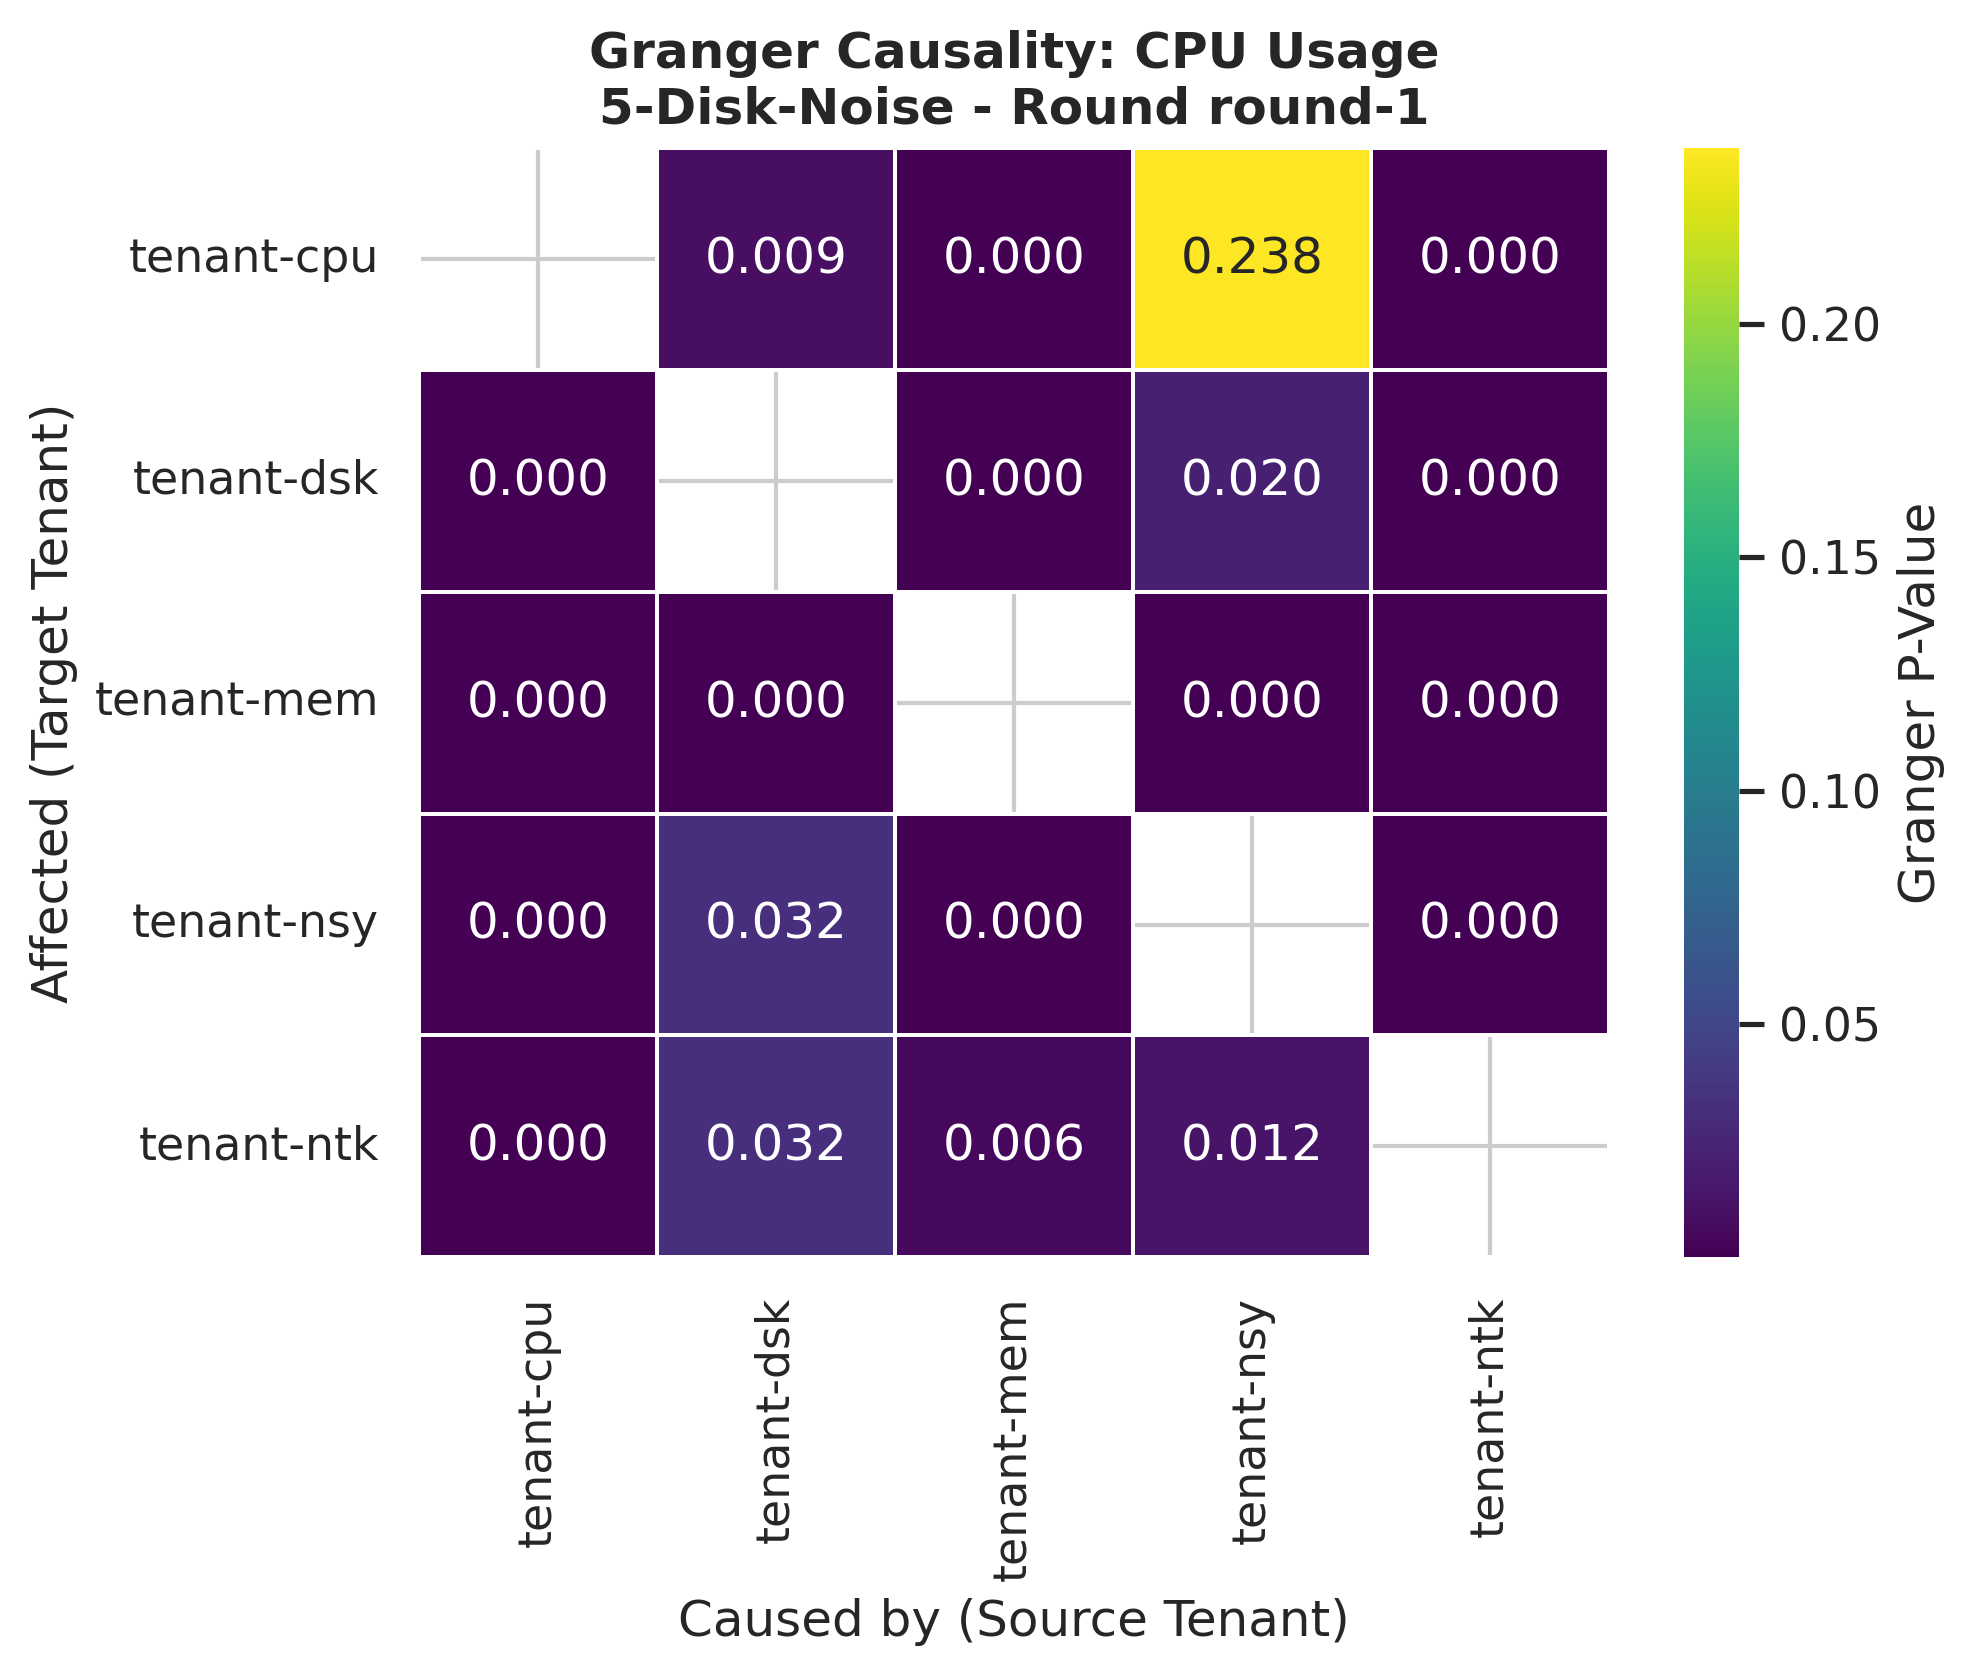 Granger Causality: CPU Usage
5-Disk-Noise - Round round-1
Affected (Target Tenant)
tenant-cpu
0.009
0.000
0.238
0.000
tenant-dsk
0.000
0.000
0.020
0.000
tenant-mem
0.000
0.000
0.000
0.000
tenant-nsy
0.000
0.032
0.000
0.000
tenant-ntk
0.000
0.032
0.006
0.012
tenant-cpu
tenant-dsk
tenant-mem
tenant-nsy
tenant-ntk
Caused by (Source Tenant)
0.20
0.15
0.10
0.05
Granger P-Value